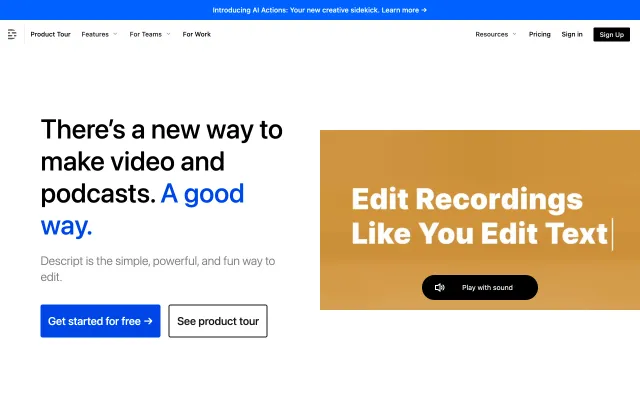 Introducing AI Actions: Your new creative sidekick. Learn more →
Product Tour
Features
For Teams
For Work
Resources
Pricing
Sign in
Sign Up
There's a new way to
make video and
podcasts. A good
way.
Descript is the simple, powerful, and fun way to
edit.
Get started for free →
See product tour
Edit Recordings
Like You Edit Text
Play with sound